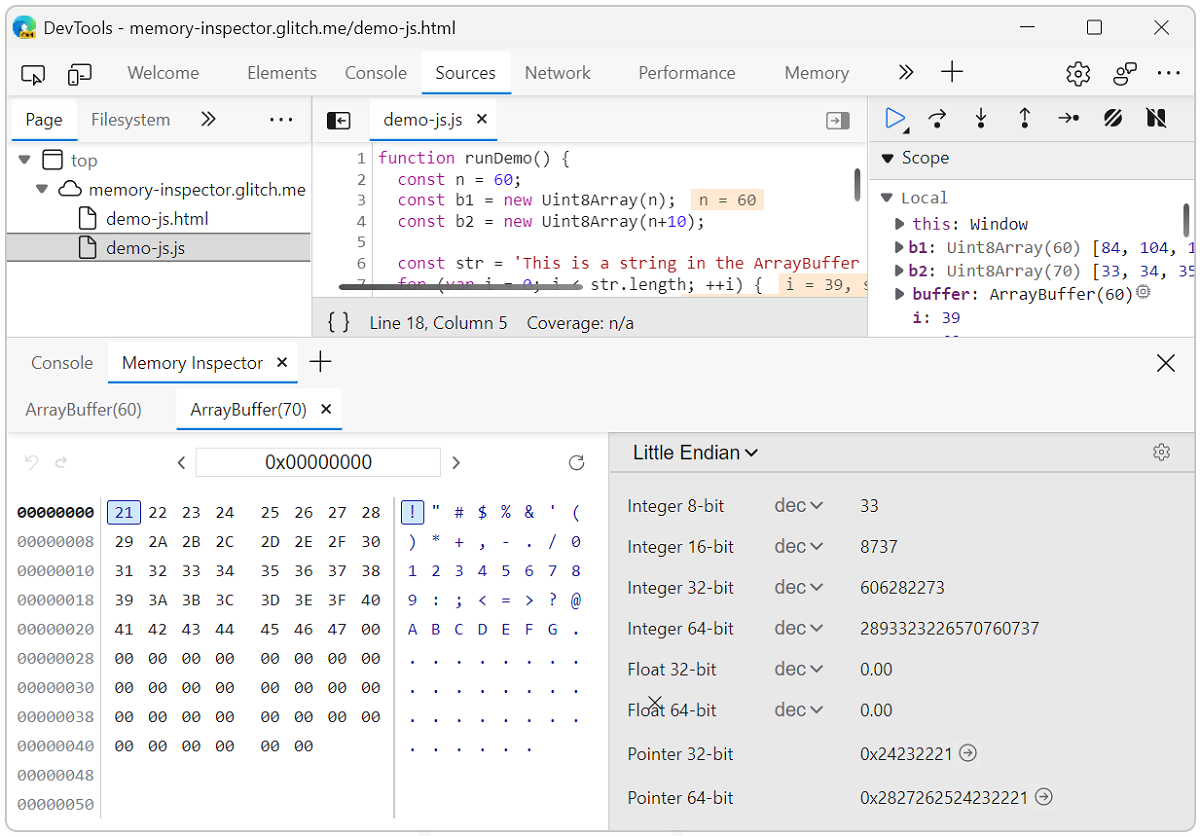 DevTools - memory-inspector.glitch.me/demo-js.html
Welcome Elements Console Sources Network Performance Memory
Page Filesystem demo-js.js
top
memory-inspector.glitch.me
demo-js.html
demo-js.js
1 function runDemo() {
2 const n = 60;
3 const b1 = new Uint8Array(n); n = 60
4 const b2 = new Uint8Array(n+10);
5
6 const str = 'This is a string in the ArrayBuffer
7 for (var i = 0; i < str.length; ++i) { i = 39, s
{ } Line 18, Column 5 Coverage: n/a
Scope
Local
this: Window
b1: Uint8Array(60) [84, 104, 1
b2: Uint8Array(70) [33, 34, 35
buffer: ArrayBuffer(60)
i: 39
Console Memory Inspector
ArrayBuffer(60) ArrayBuffer(70)
0x00000000
00000000 21 22 23 24 25 26 27 28 ! " # $ % & ' (
00000008 29 2A 2B 2C 2D 2E 2F 30 ) * + , - . / 0
00000010 31 32 33 34 35 36 37 38 1 2 3 4 5 6 7 8
00000018 39 3A 3B 3C 3D 3E 3F 40 9 : ; < = > ? @
00000020 41 42 43 44 45 46 47 00 A B C D E F G .
00000028 00 00 00 00 00 00 00 00 . . . . . . . .
00000030 00 00 00 00 00 00 00 00 . . . . . . . .
00000038 00 00 00 00 00 00 00 00 . . . . . . . .
00000040 00 00 00 00 00 00 . . . . . .
00000048
00000050
Little Endian
Integer 8-bit dec 33
Integer 16-bit dec 8737
Integer 32-bit dec 606282273
Integer 64-bit dec 2893323226570760737
Float 32-bit dec 0.00
Float 64-bit dec 0.00
Pointer 32-bit 0x24232221
Pointer 64-bit 0x2827262524232221